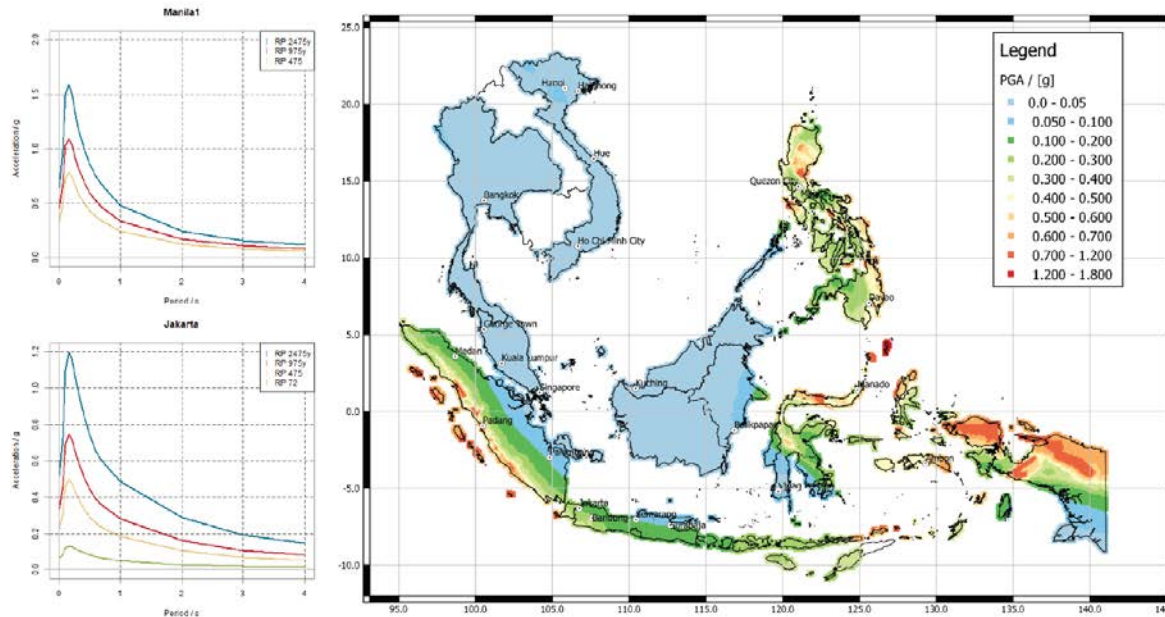 Manila1
2.0
1.5
1.0
0.5
0.0
Acceleration / g
RP 2475y
RP 975y
RP 475
0 1 2 3 4
Period / s
Jakarta
1.2
1.0
0.8
0.6
0.4
0.2
0.0
Acceleration / g
RP 2475y
RP 975y
RP 475
RP 72
0 1 2 3 4
Period / s
25.0
20.0
15.0
10.0
5.0
0.0
-5.0
-10.0
95.0 100.0 105.0 110.0 115.0 120.0 125.0 130.0 135.0 140.0
Hanoi
Hue
Bangkok
Ho Chi Minh City
Quezon City
Davao
George Town
Medan
Kuala Lumpur
Singapore
Kuching
Manado
Padang
Balikpapan
Jakarta
Bandung
Semarang
Legend
PGA / [g]
0.0 - 0.05
0.050 - 0.100
0.100 - 0.200
0.200 - 0.300
0.300 - 0.400
0.400 - 0.500
0.500 - 0.600
0.600 - 0.700
0.700 - 1.200
1.200 - 1.800